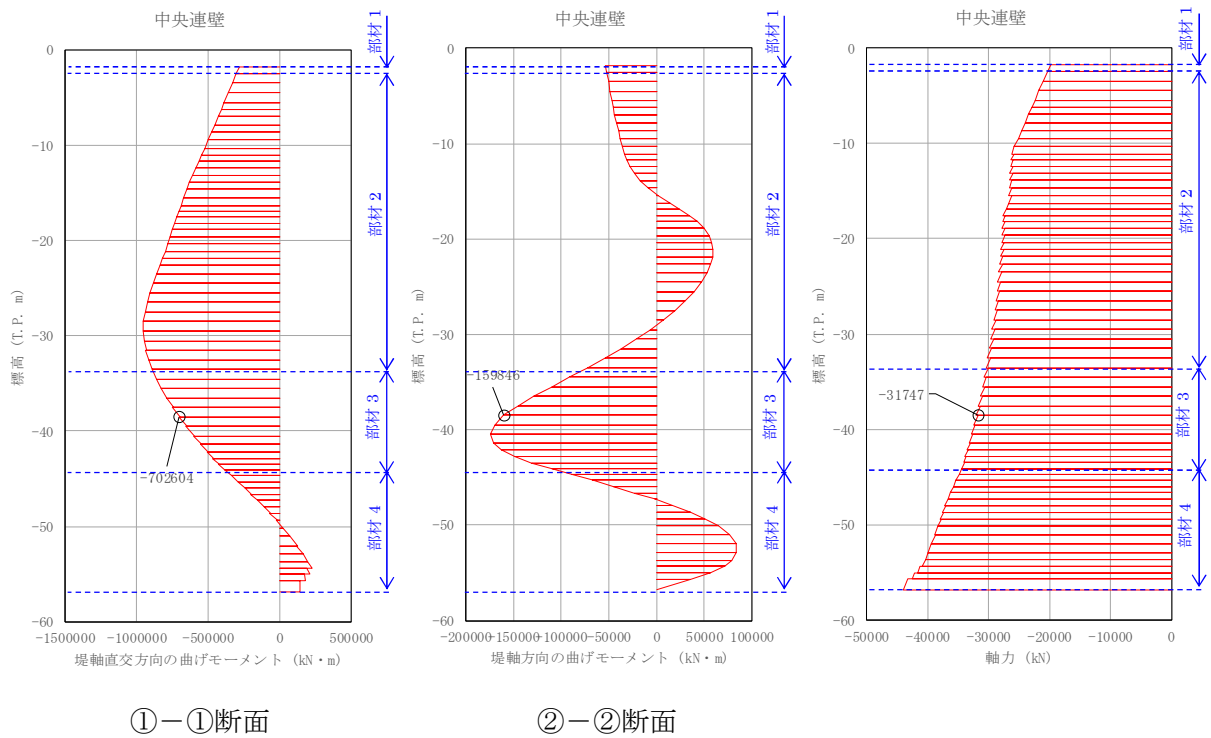 中央連壁
部材1
0
-10
-20
-30
-40
-50
-60
標高 (T.P. m)
部材2
部材3
部材4
-702604
-1500000 -1000000 -500000 0 500000
堤軸直交方向の曲げモーメント (kN・m)
①－①断面
中央連壁
部材1
0
-10
-20
-30
-40
-50
-60
標高 (T.P. m)
部材2
部材3
部材4
-159846
-200000 -150000 -100000 -50000 0 50000 100000
堤軸方向の曲げモーメント (kN・m)
②－②断面
中央連壁
部材1
0
-10
-20
-30
-40
-50
-60
標高 (T.P. m)
部材2
部材3
部材4
-31747
-50000 -40000 -30000 -20000 -10000 0
軸力 (kN)